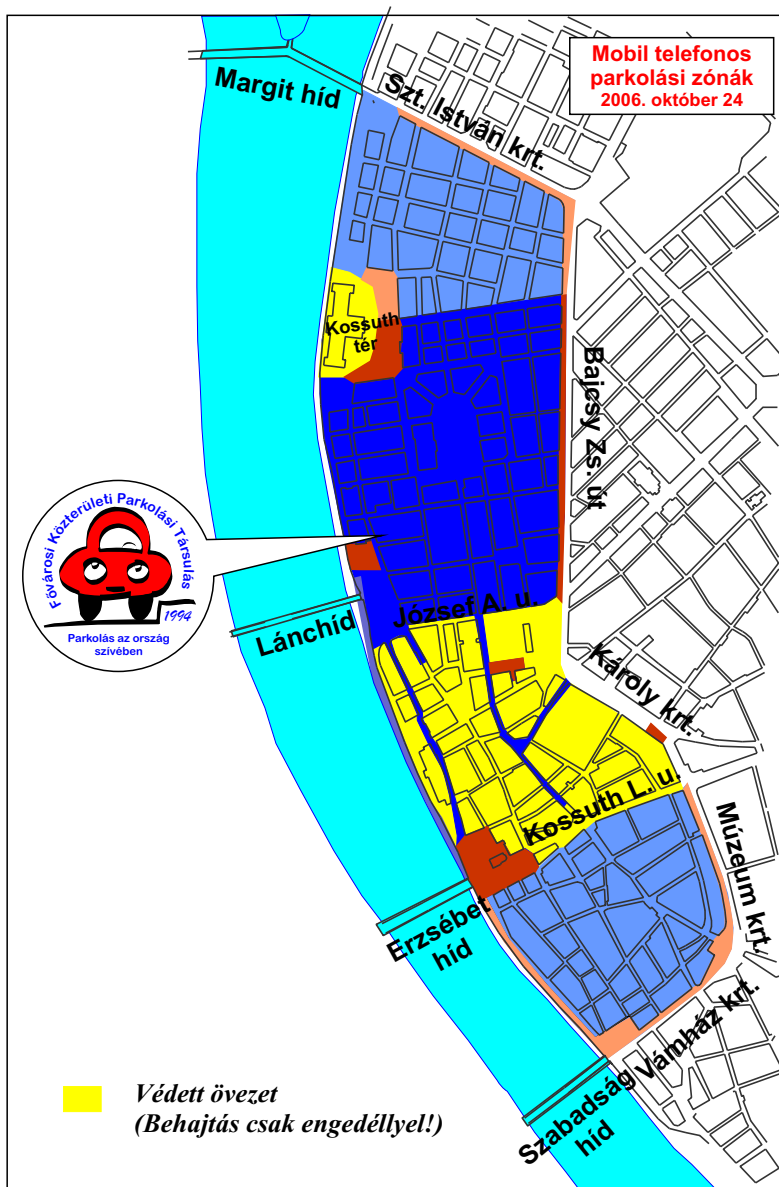 Mobil telefonos
parkolási zónák
2006. október 24
Margit híd
Szt. István krt.
Kossuth
tér
Bajcsy Zs. út
Fővárosi Közterületi Parkolási Társulás
1994
Parkolás az ország
szívében
Lánchíd
József A. u.
Károly krt.
Kossuth L. u.
Múzeum krt.
Erzsébet
híd
Vámház krt.
Szabadság
híd
Védett övezet
(Behajtás csak engedéllyel!)